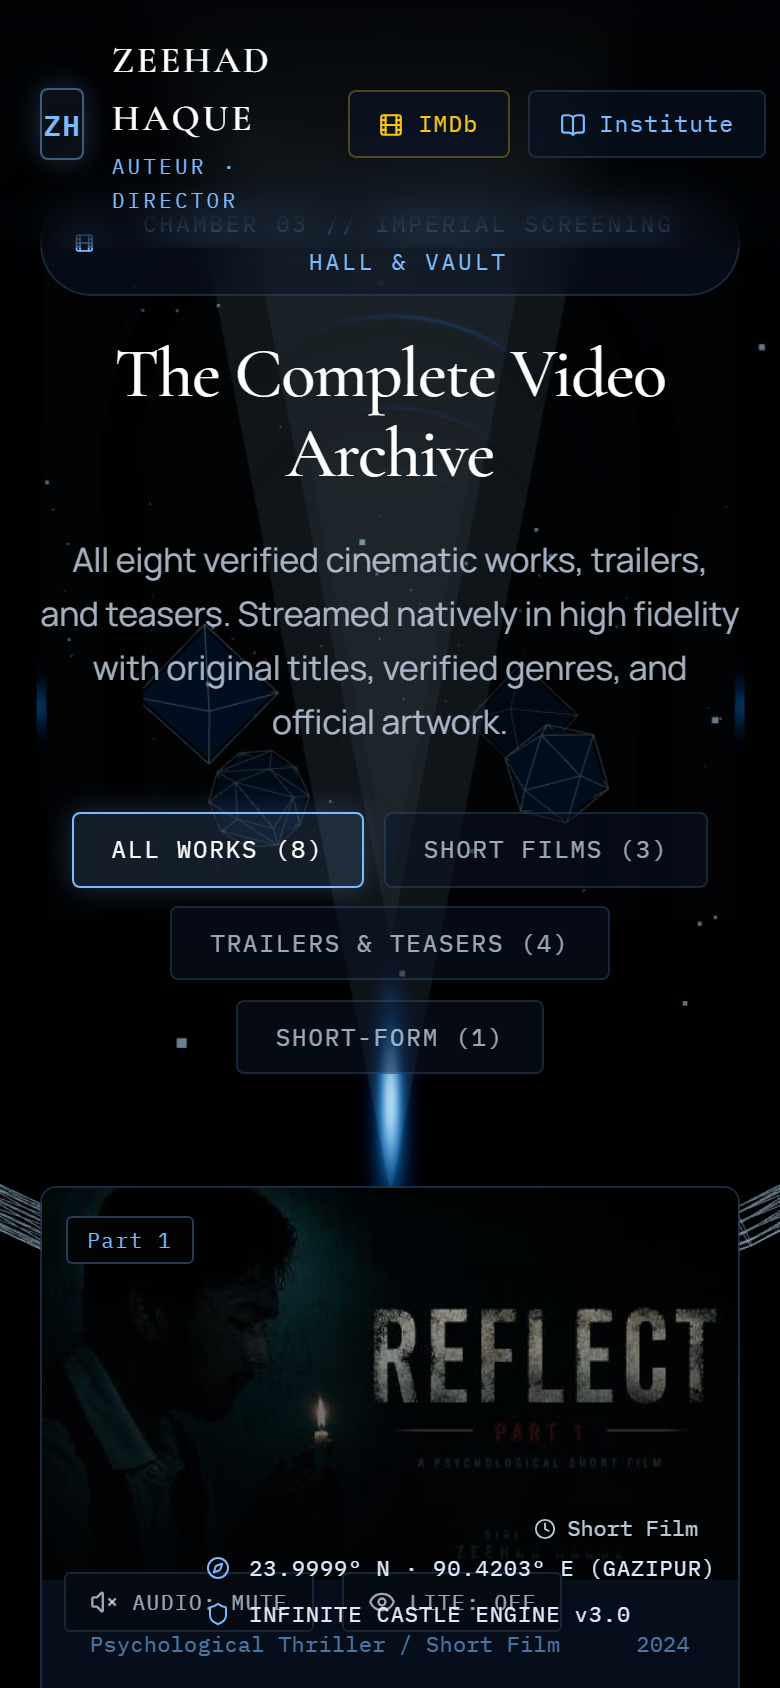 ZH
ZEEHAD
HAQUE
AUTEUR ·
DIRECTOR
IMDb
Institute
CHAMBER 03 // IMPERIAL SCREENING
HALL & VAULT
The Complete Video
Archive
All eight verified cinematic works, trailers,
and teasers. Streamed natively in high fidelity
with original titles, verified genres, and
official artwork.
ALL WORKS (8)
SHORT FILMS (3)
TRAILERS & TEASERS (4)
SHORT-FORM (1)
Part 1
REFLECT
PART 1
A PSYCHOLOGICAL SHORT FILM
Short Film
ZEEHAD HAQUE
23.9999° N · 90.4203° E (GAZIPUR)
AUDIO: MUTE
LITE: OFF
INFINITE CASTLE ENGINE v3.0
Psychological Thriller / Short Film
2024